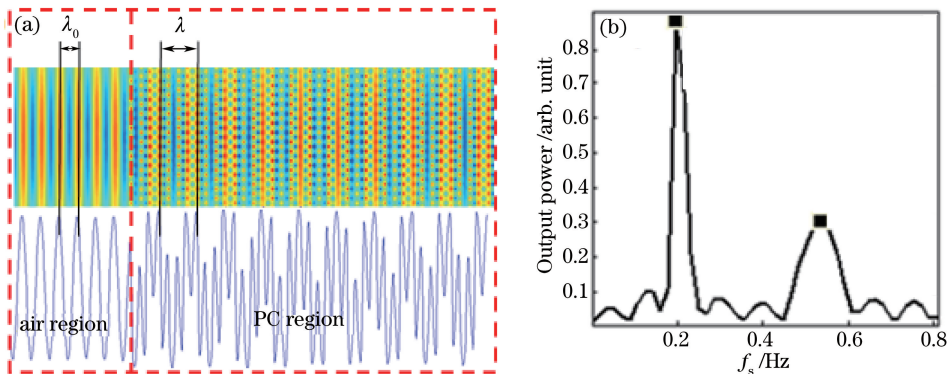 (a)
λ₀
λ
air region
PC region
(b)
Output power /arb. unit
0.8
0.7
0.6
0.5
0.4
0.3
0.2
0.1
0.2
0.4
0.6
0.8
fₛ /Hz